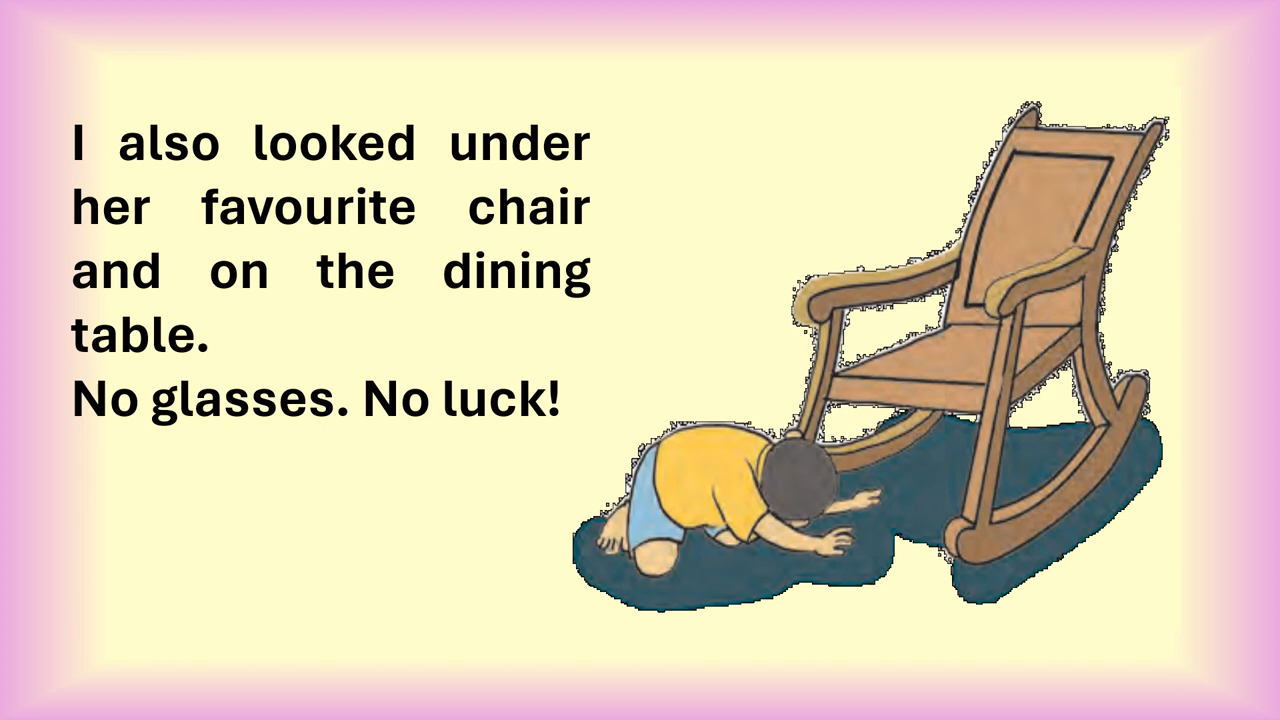 I also looked under
her favourite chair
and on the dining
table.
No glasses. No luck!